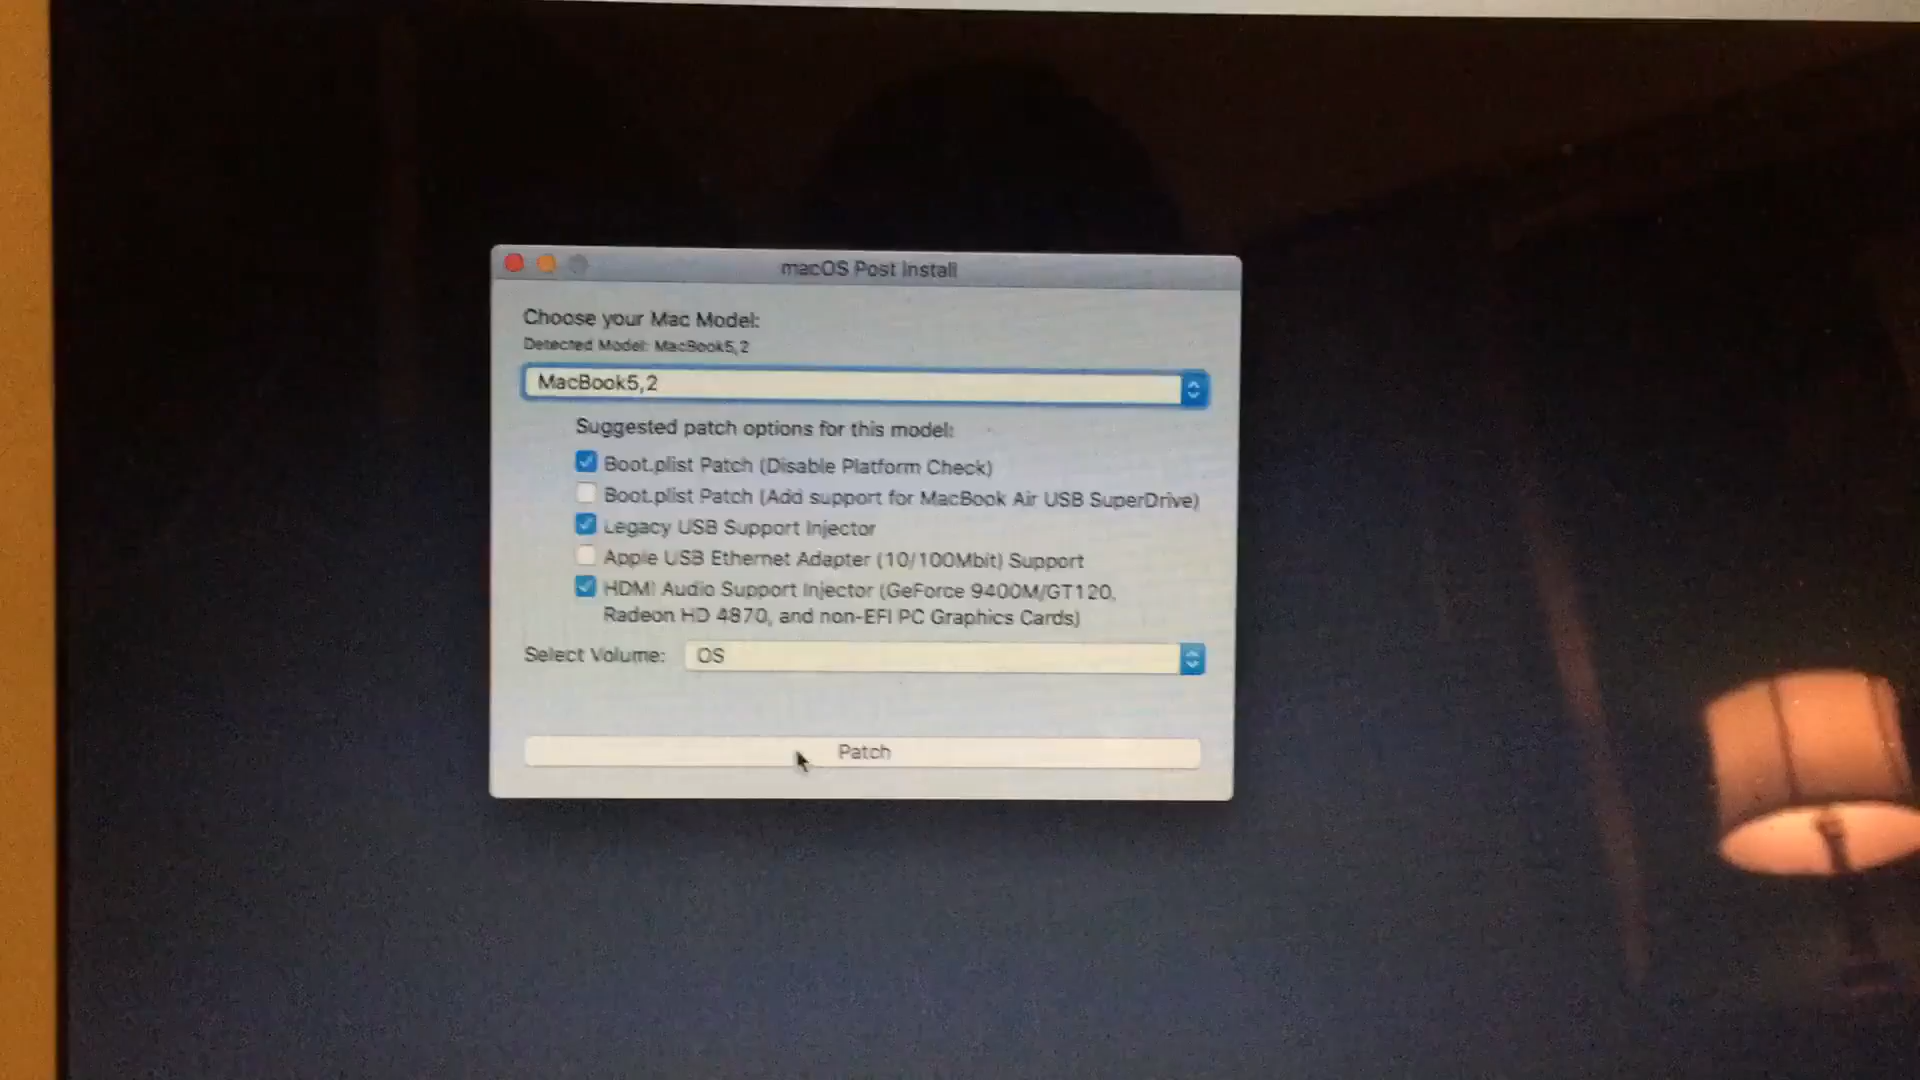 macOS Post Install
Choose your Mac Model:
Detected Model: MacBook5,2
MacBook5,2
Suggested patch options for this model:
Boot.plist Patch (Disable Platform Check)
Boot.plist Patch (Add support for MacBook Air USB SuperDrive)
Legacy USB Support Injector
Apple USB Ethernet Adapter (10/100Mbit) Support
HDMI Audio Support Injector (GeForce 9400M/GT120,
Radeon HD 4870, and non-EFI PC Graphics Cards)
Select Volume: OS
Patch